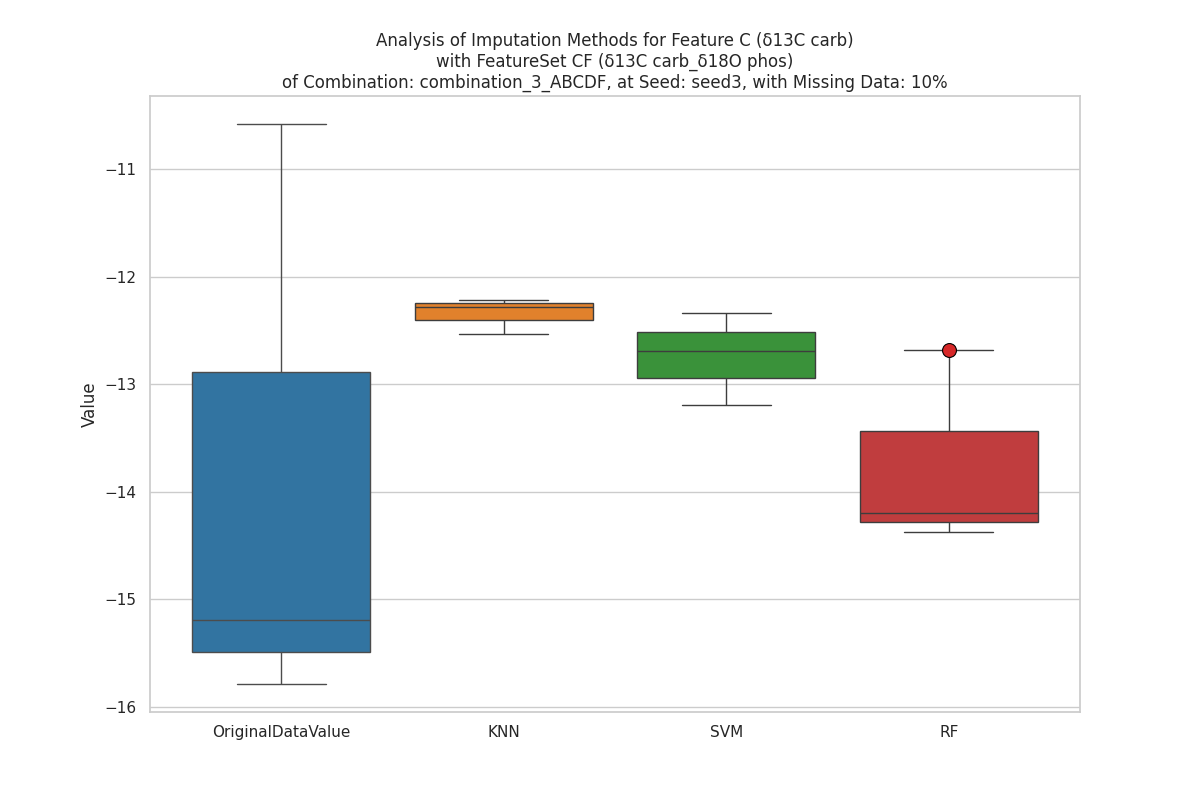 Analysis of Imputation Methods for Feature C (δ13C carb)
with FeatureSet CF (δ13C carb_δ18O phos)
of Combination: combination_3_ABCDF, at Seed: seed3, with Missing Data: 10%
Value
−11
−12
−13
−14
−15
−16
OriginalDataValue
KNN
SVM
RF